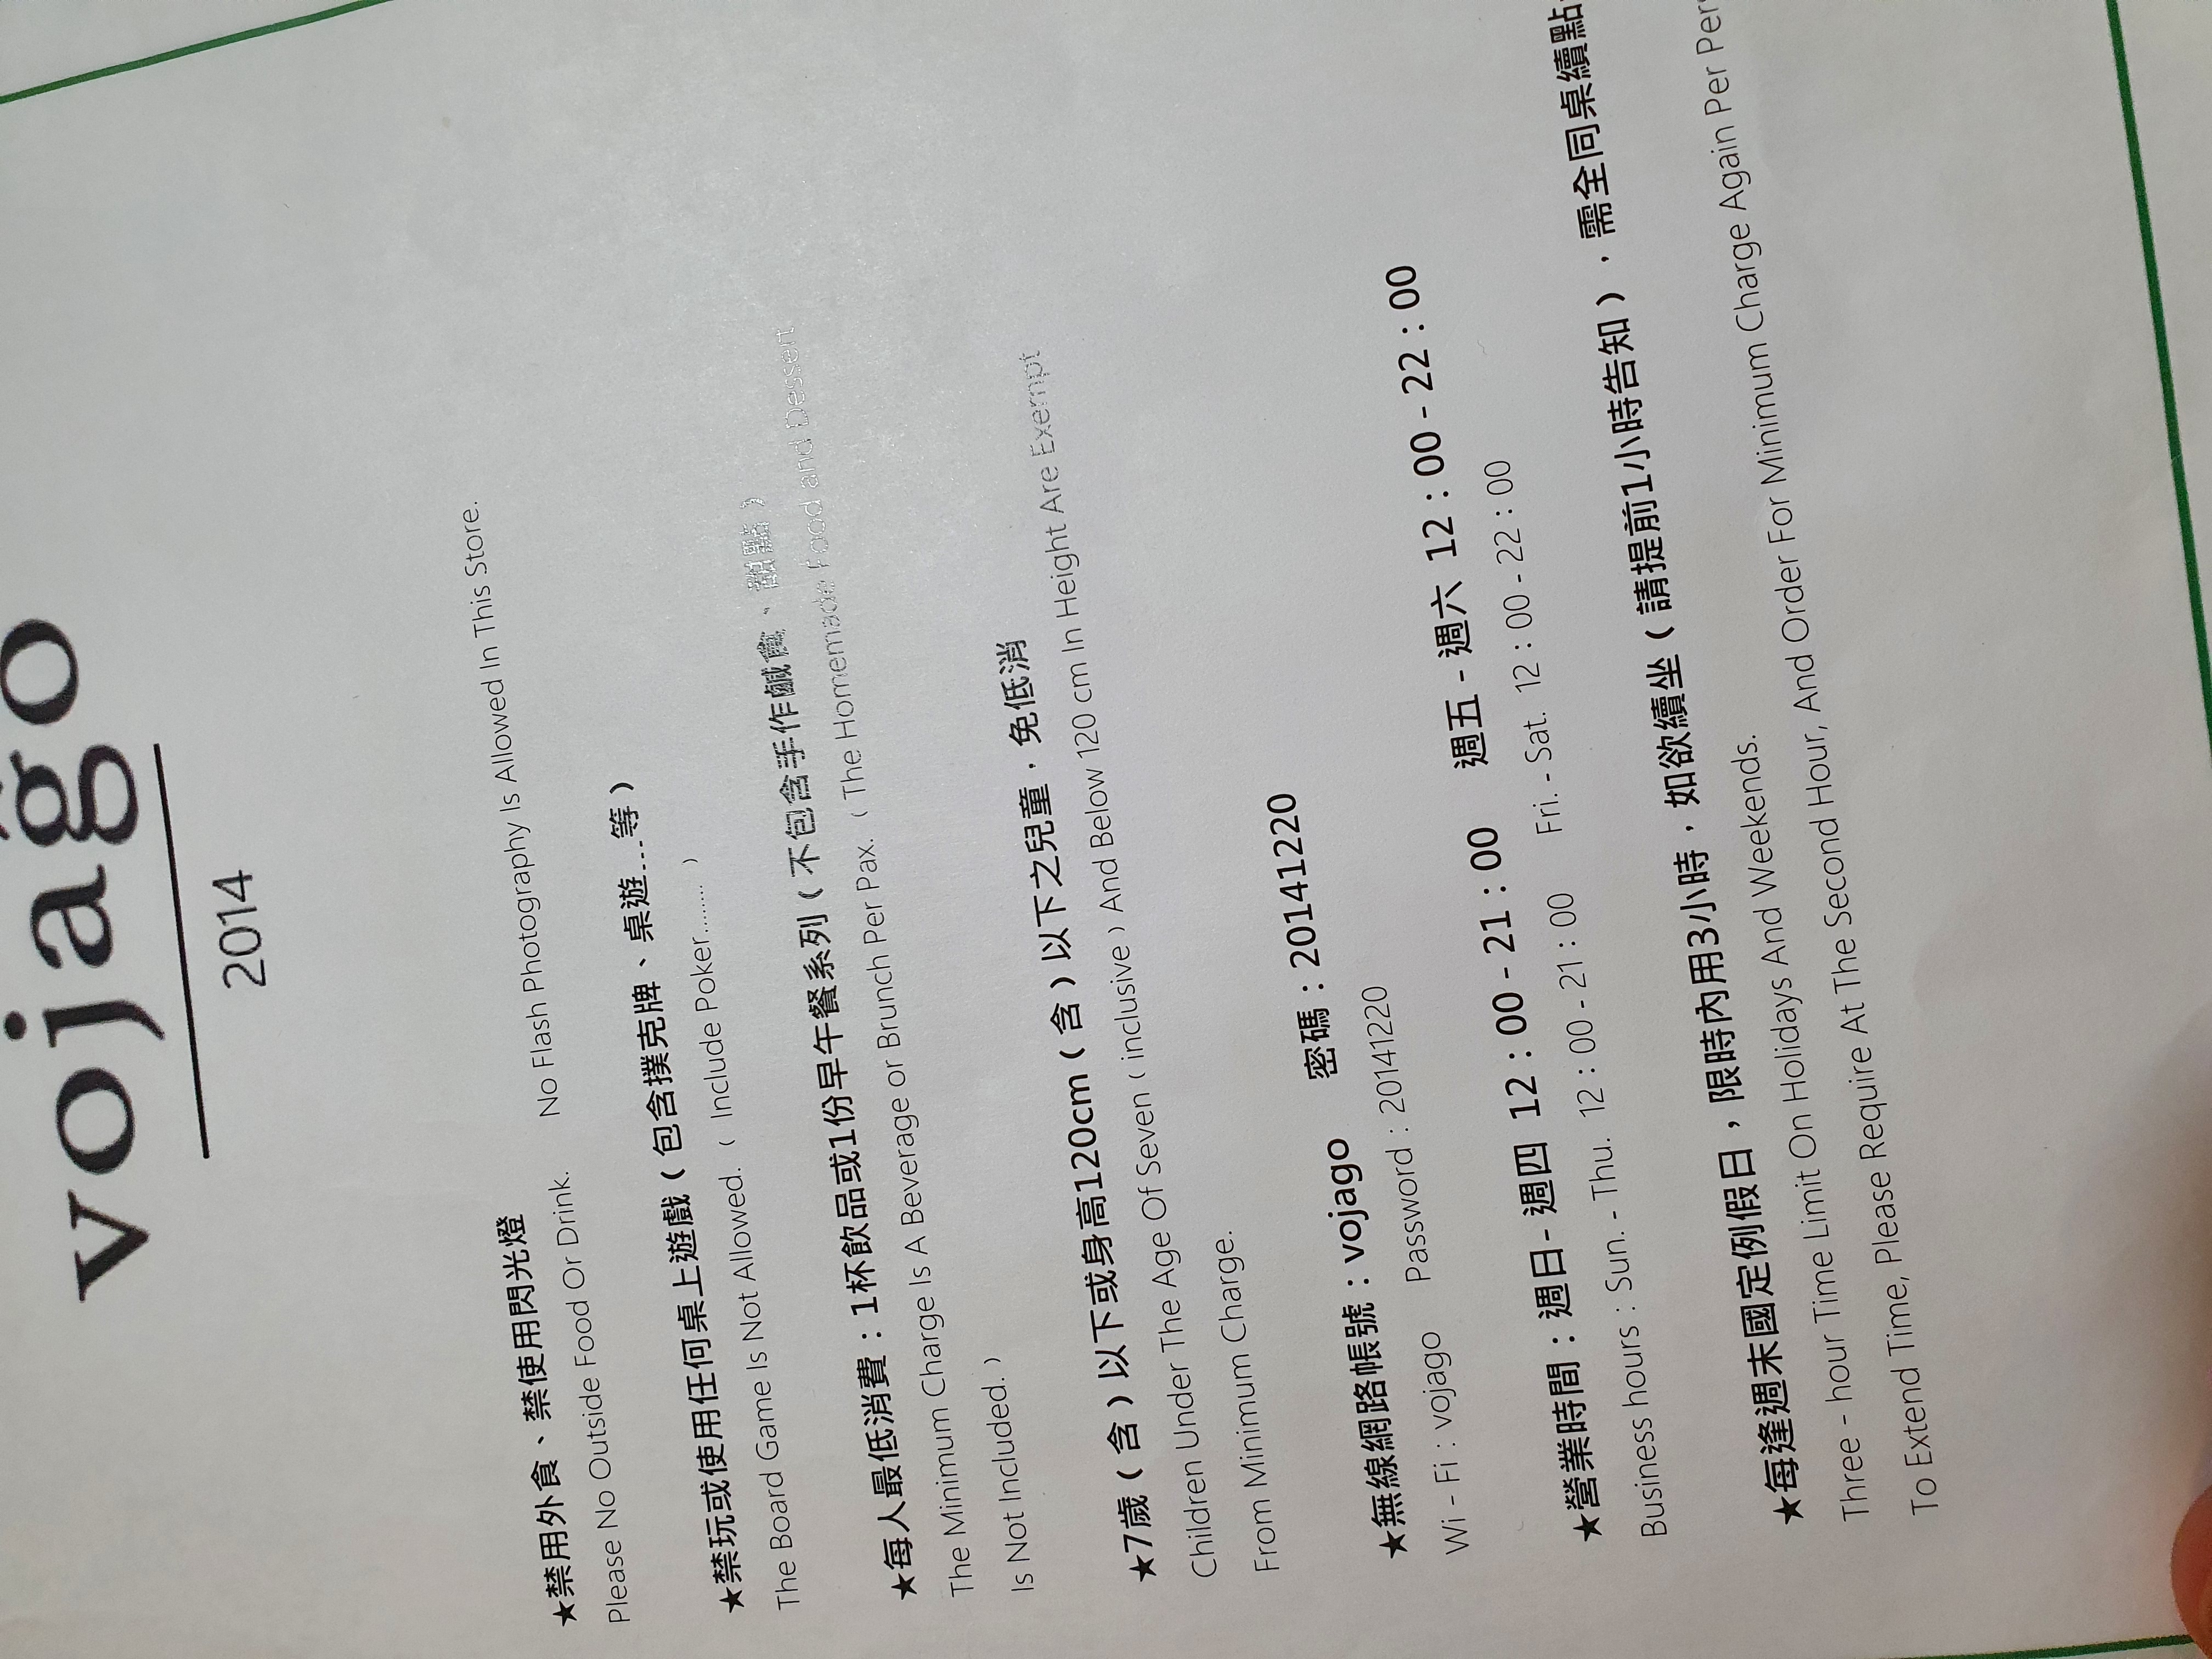 vojaĝo
2014
★禁用外食、禁使用閃光燈
Please No Outside Food Or Drink. No Flash Photography Is Allowed In This Store.
★禁玩或使用任何桌上遊戲（包含撲克牌、桌遊...等）
The Board Game Is Not Allowed.（ Include Poker........ ）
★每人最低消費：1杯飲品或1份早午餐系列（不包含手作鹹食、甜點）
The Minimum Charge Is A Beverage or Brunch Per Pax.（The Homemade Food and Dessert
Is Not Included.）
★7歲（含）以下或身高120cm（含）以下之兒童，免低消
Children Under The Age Of Seven（inclusive）And Below 120 cm In Height Are Exempt
From Minimum Charge.
★無線網路帳號：vojago 密碼：20141220
Wi - Fi : vojago Password : 20141220
★營業時間：週日- 週四 12：00 - 21：00 週五 - 週六 12：00 - 22：00
Business hours : Sun. - Thu. 12：00 - 21：00 Fri. - Sat. 12：00 - 22：00
★每逢週末國定例假日，限時內用3小時，如欲續坐（請提前1小時告知），需全同桌續點
Three - hour Time Limit On Holidays And Weekends.
To Extend Time, Please Require At The Second Hour, And Order For Minimum Charge Again Per